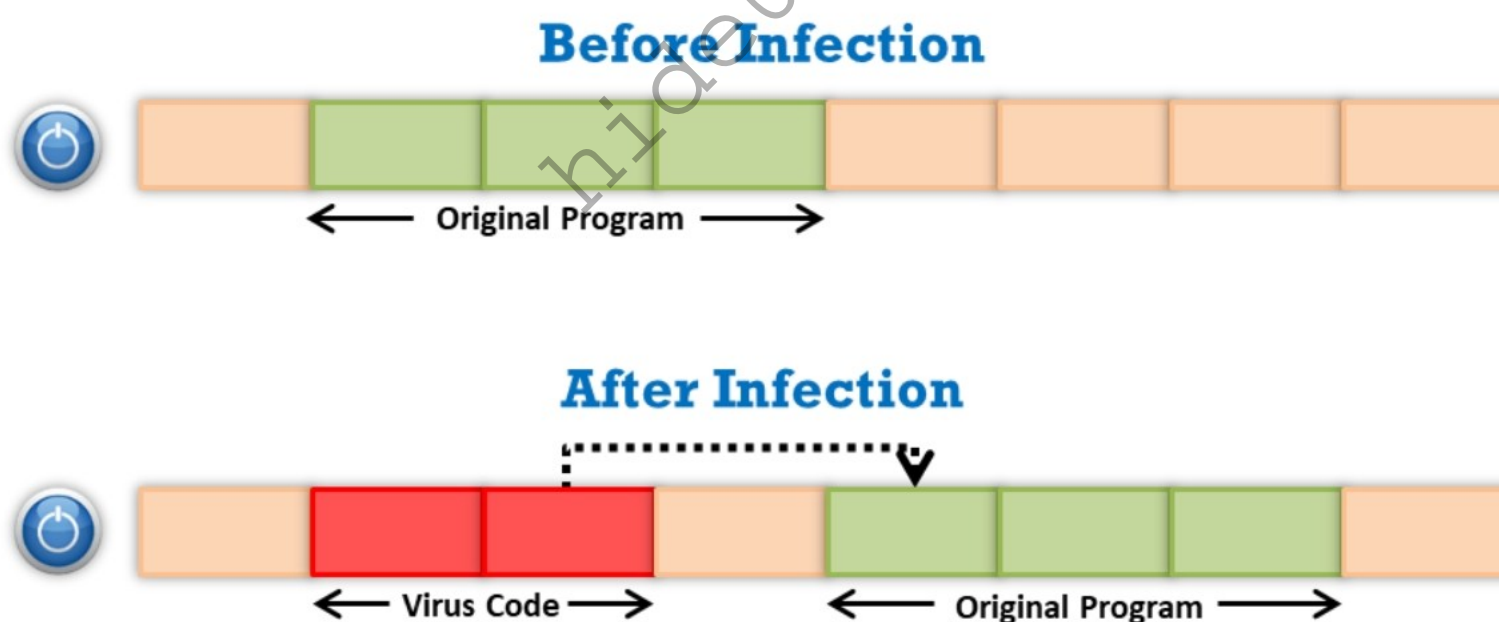 Before Infection
Original Program
After Infection
Virus Code
Original Program